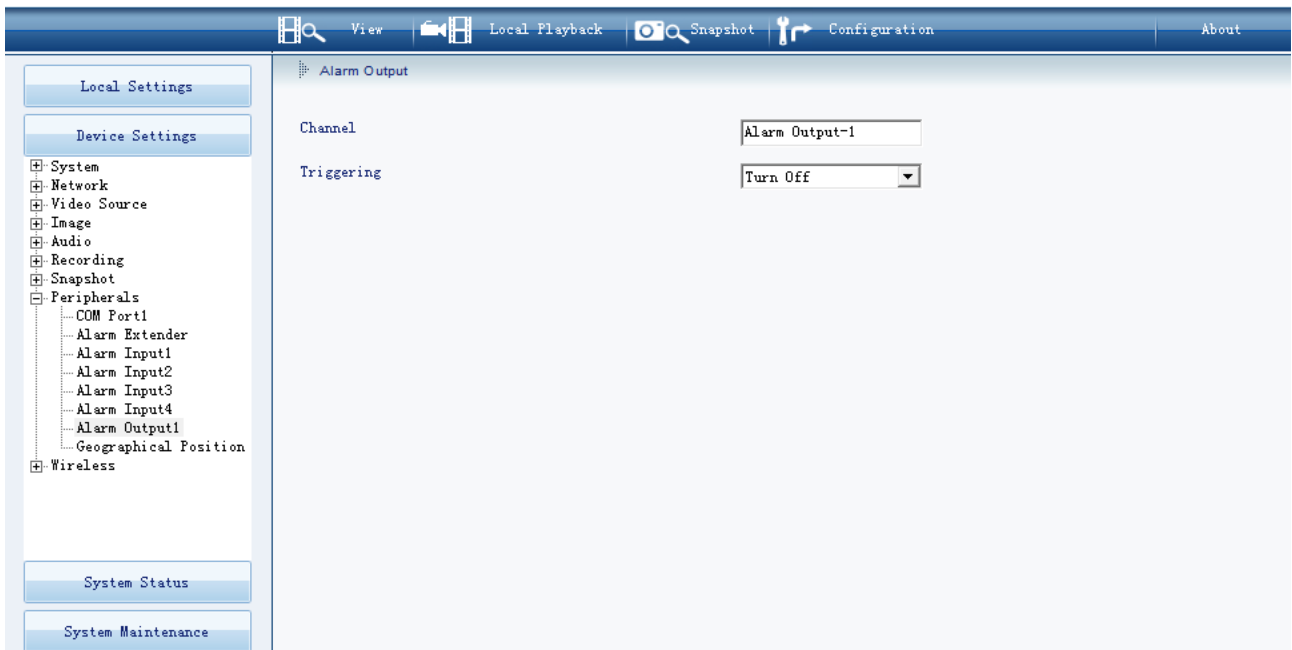 View Local Playback Snapshot Configuration About
Local Settings
Device Settings
System
Network
Video Source
Image
Audio
Recording
Snapshot
Peripherals
COM Port1
Alarm Extender
Alarm Input1
Alarm Input2
Alarm Input3
Alarm Input4
Alarm Output1
Geographical Position
Wireless
System Status
System Maintenance
Alarm Output
Channel Alarm Output-1
Triggering Turn Off